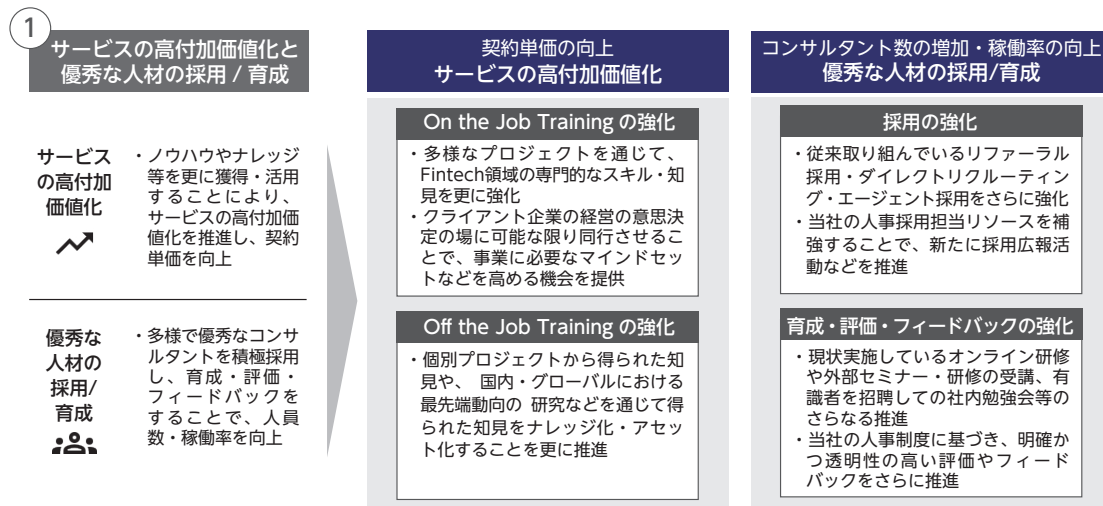 1
サービスの高付加価値化と
優秀な人材の採用 / 育成
サービス
の高付加
価値化
・ノウハウやナレッジ
等を更に獲得・活用
することにより、
サービスの高付加価
値化を推進し、契約
単価を向上
優秀な
人材の
採用/
育成
・多様で優秀なコンサ
ルタントを積極採用
し、育成・評価・
フィードバックを
することで、人員
数・稼働率を向上
契約単価の向上
サービスの高付加価値化
On the Job Training の強化
・多様なプロジェクトを通じて、
Fintech領域の専門的なスキル・知
見を更に強化
・クライアント企業の経営の意思決
定の場に可能な限り同行させるこ
とで、事業に必要なマインドセッ
トなどを高める機会を提供
Off the Job Training の強化
・個別プロジェクトから得られた知
見や、 国内・グローバルにおける
最先端動向の 研究などを通じて得
られた知見をナレッジ化・アセッ
ト化することを更に推進
コンサルタント数の増加・稼働率の向上
優秀な人材の採用/育成
採用の強化
・従来取り組んでいるリファーラル
採用・ダイレクトリクルーティン
グ・エージェント採用をさらに強化
・当社の人事採用担当リソースを補
強することで、新たに採用広報活
動などを推進
育成・評価・フィードバックの強化
・現状実施しているオンライン研修
や外部セミナー・研修の受講、有
識者を招聘しての社内勉強会等の
さらなる推進
・当社の人事制度に基づき、明確か
つ透明性の高い評価やフィード
バックをさらに推進